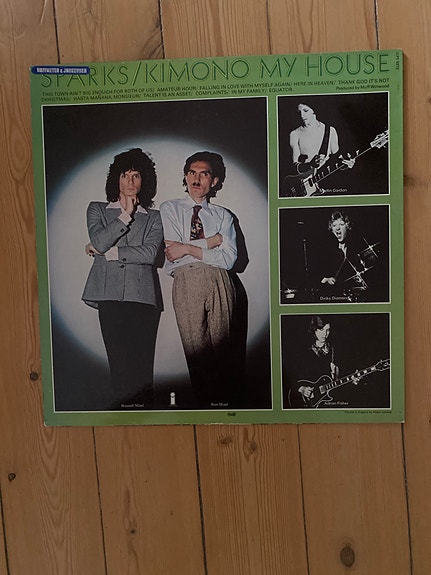 SPARKS/KIMONO MY HOUSE
THIS TOWN AIN'T BIG ENOUGH FOR BOTH OF US/ AMATEUR HOUR/ FALLING IN LOVE WITH MYSELF AGAIN/ HERE IN HEAVEN/ THANK GOD IT'S NOT
CHRISTMAS/ HASTA MAÑANA, MONSIEUR/ TALENT IS AN ASSET/ COMPLAINTS/ IN MY FAMILY/ EQUATOR
Produced by Muff Winwood
Martin Gordon
Dinky Diamond
Adrian Fisher
Russell Mael
i
Ron Mael